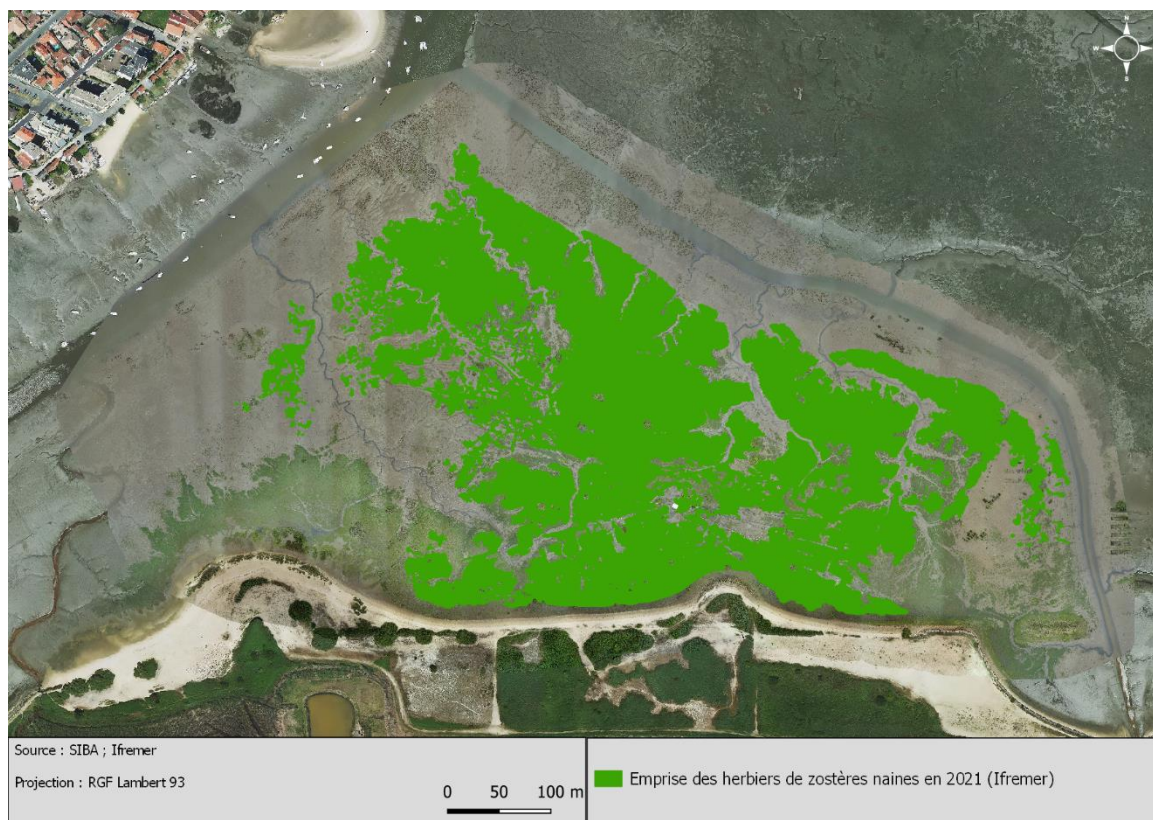 N
Source : SIBA ; Ifremer
Projection : RGF Lambert 93
0 50 100 m
Emprise des herbiers de zostères naines en 2021 (Ifremer)